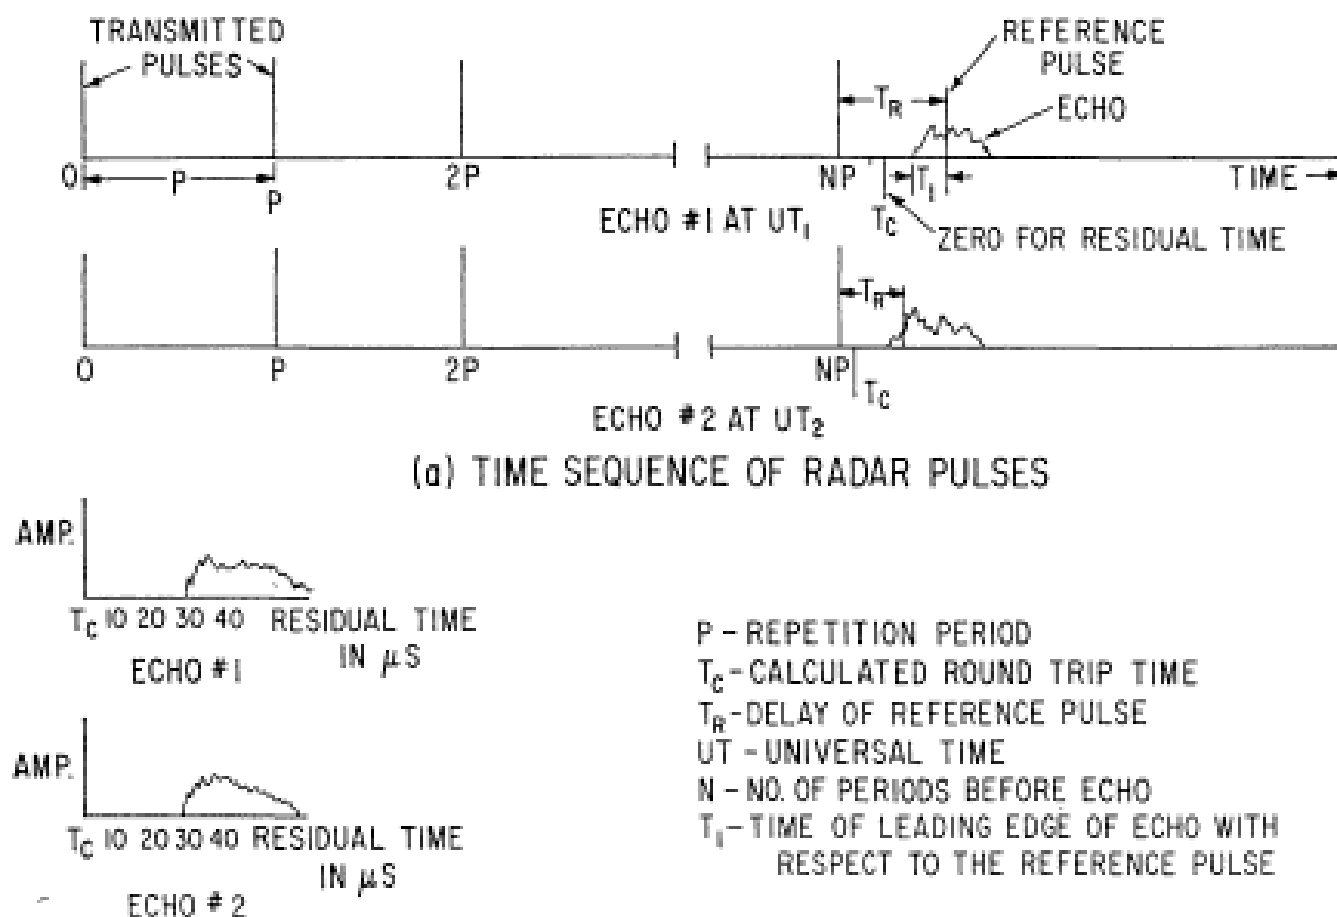 TRANSMITTED
PULSES
REFERENCE
PULSE
T_R
ECHO
O
P
P
2P
NP
T_1
TIME
T_C
ECHO #1 AT UT_1
ZERO FOR RESIDUAL TIME
T_R
O
P
2P
NP
T_C
ECHO #2 AT UT_2
(a) TIME SEQUENCE OF RADAR PULSES
AMP.
T_C 10 20 30 40 RESIDUAL TIME
IN μS
ECHO #1
AMP.
T_C 10 20 30 40 RESIDUAL TIME
IN μS
ECHO #2
P - REPETITION PERIOD
T_C - CALCULATED ROUND TRIP TIME
T_R - DELAY OF REFERENCE PULSE
UT - UNIVERSAL TIME
N - NO. OF PERIODS BEFORE ECHO
T_1 - TIME OF LEADING EDGE OF ECHO WITH
RESPECT TO THE REFERENCE PULSE